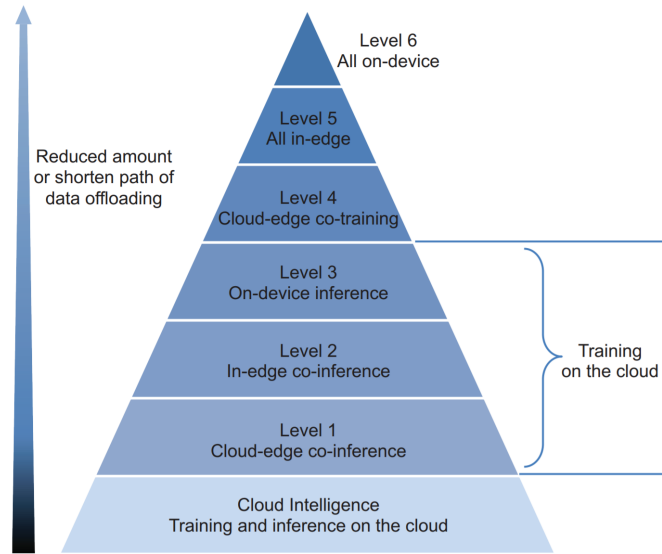 Level 6
All on-device
Level 5
All in-edge
Reduced amount
or shorten path of
data offloading
Level 4
Cloud-edge co-training
Level 3
On-device inference
Level 2
In-edge co-inference
Training
on the cloud
Level 1
Cloud-edge co-inference
Cloud Intelligence
Training and inference on the cloud